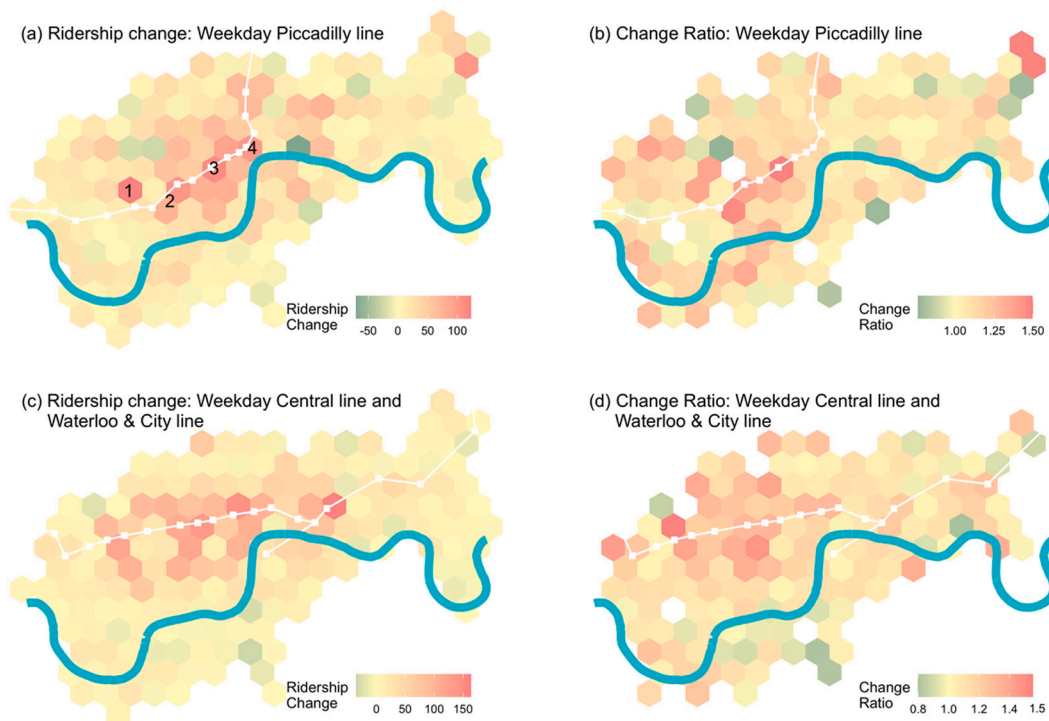 (a) Ridership change: Weekday Piccadilly line
1
2
3
4
Ridership
Change
-50 0 50 100
(b) Change Ratio: Weekday Piccadilly line
Change
Ratio
1.00 1.25 1.50
(c) Ridership change: Weekday Central line and
Waterloo & City line
Ridership
Change
0 50 100 150
(d) Change Ratio: Weekday Central line and
Waterloo & City line
Change
Ratio
0.8 1.0 1.2 1.4 1.5